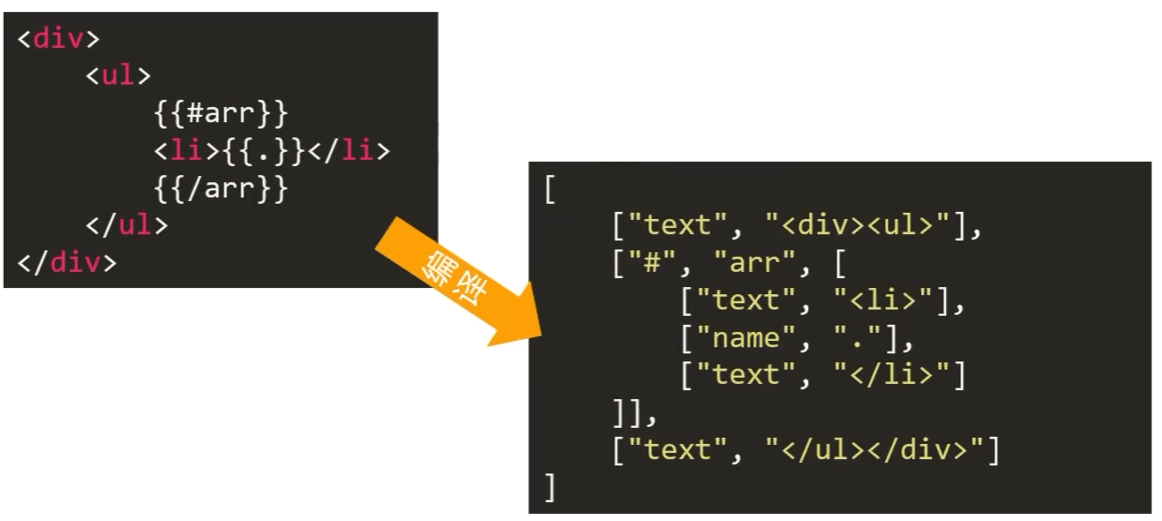 <div>
    <ul>
        {{#arr}}
        <li>{{.}}</li>
        {{/arr}}
    </ul>
</div>
编译
[
    ["text", "<div><ul>"],
    ["#", "arr", [
        ["text", "<li>"],
        ["name", "."],
        ["text", "</li>"]
    ]],
    ["text", "</ul></div>"]
]